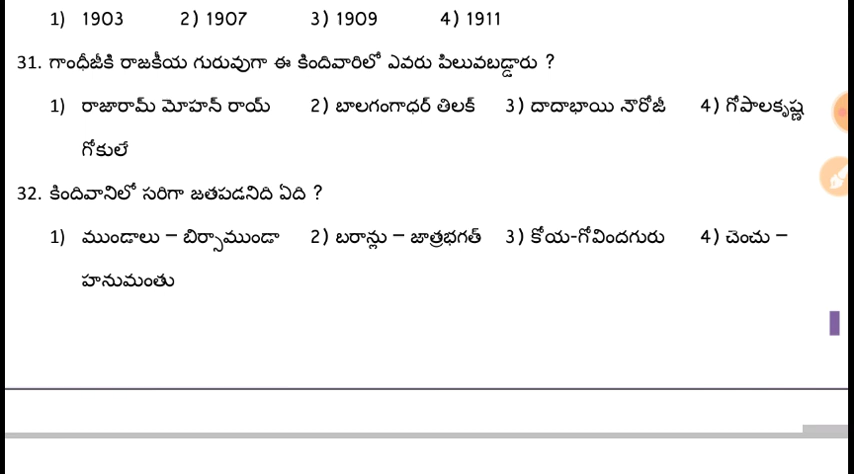 1) 1903 2) 1907 3) 1909 4) 1911
31. గాంధీజీకి రాజకీయ గురువుగా ఈ కిందివారిలో ఎవరు పిలువబడ్డారు ?
1) రాజారామ్ మోహన్ రాయ్ 2) బాలగంగాధర్ తిలక్ 3) దాదాభాయి నౌరోజీ 4) గోపాలకృష్ణ
గోకులే
32. కిందివానిలో సరిగా జతపడనిది ఏది ?
1) ముండాలు – బిర్సాముండా 2) బరాన్లు – జాత్రభగత్ 3) కోయ-గోవిందగురు 4) చెంచు –
హనుమంతు